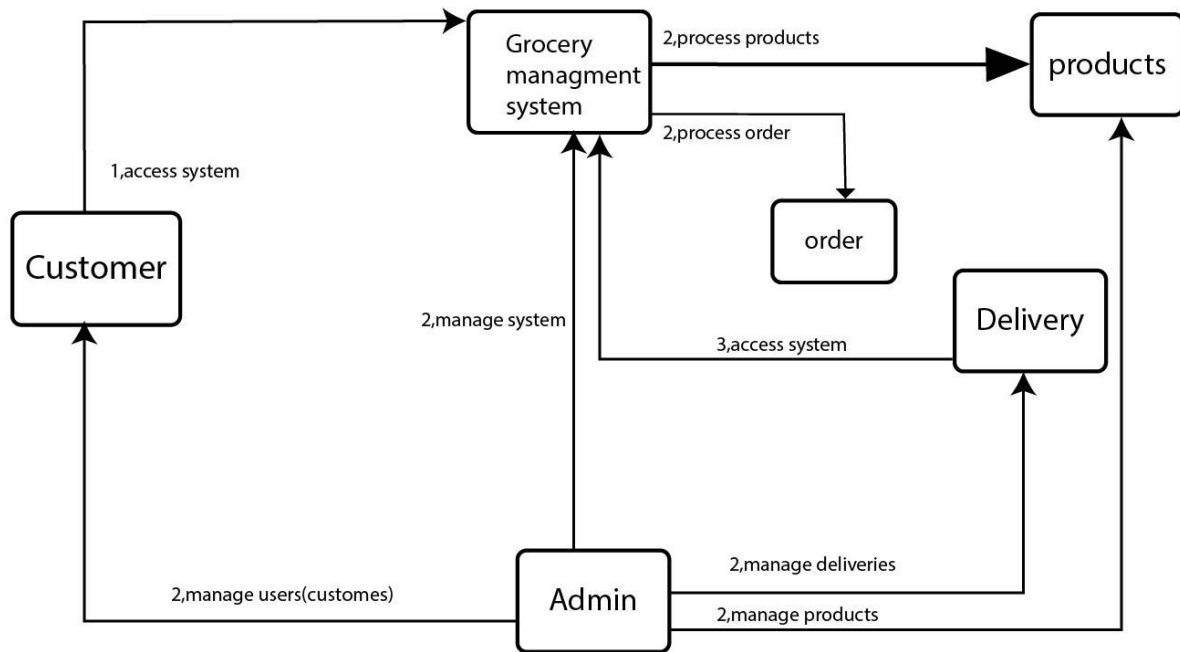 Grocery
managment
system
2,process products
products
2,process order
1,access system
order
Customer
Delivery
2,manage system
3,access system
2,manage deliveries
2,manage users(customes)
Admin
2,manage products